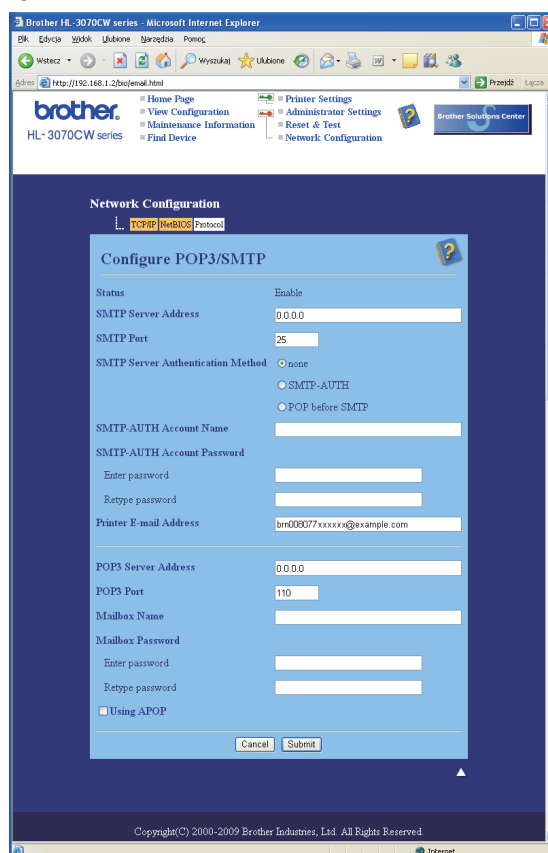 Brother HL-3070CW series - Microsoft Internet Explorer
Plik Edycja Widok Ulubione Narzędzia Pomoc
Wstecz Wyszukaj Ulubione
Adres http://192.168.1.2/bio/email.html Przejdź Łącza
brother.
HL-3070CW series
Home Page
View Configuration
Maintenance Information
Find Device
Printer Settings
Administrator Settings
Reset & Test
Network Configuration
Brother Solutions Center
Network Configuration
TCP/IP NetBIOS Protocol
Configure POP3/SMTP
Status Enable
SMTP Server Address 0.0.0.0
SMTP Port 25
SMTP Server Authentication Method none
SMTP-AUTH
POP before SMTP
SMTP-AUTH Account Name
SMTP-AUTH Account Password
Enter password
Retype password
Printer E-mail Address brn008077xxxxxx@example.com
POP3 Server Address 0.0.0.0
POP3 Port 110
Mailbox Name
Mailbox Password
Enter password
Retype password
Using APOP
Cancel Submit
Copyright(C) 2000-2009 Brother Industries, Ltd. All Rights Reserved.
Internet